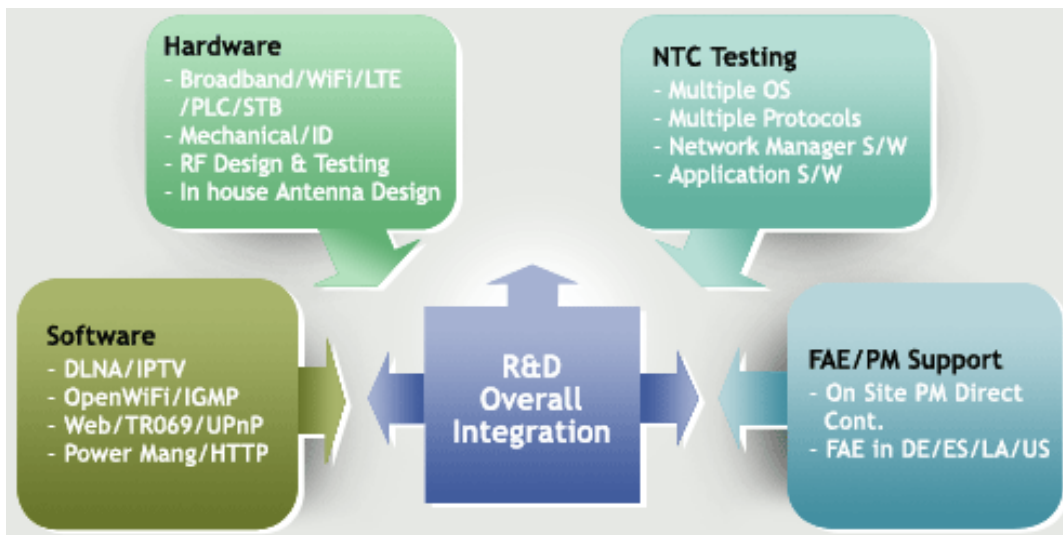 Hardware
- Broadband/WiFi/LTE
/PLC/STB
- Mechanical/ID
- RF Design & Testing
- In house Antenna Design
NTC Testing
- Multiple OS
- Multiple Protocols
- Network Manager S/W
- Application S/W
Software
- DLNA/IPTV
- OpenWiFi/IGMP
- Web/TR069/UPnP
- Power Mang/HTTP
R&D
Overall
Integration
FAE/PM Support
- On Site PM Direct
Cont.
- FAE in DE/ES/LA/US